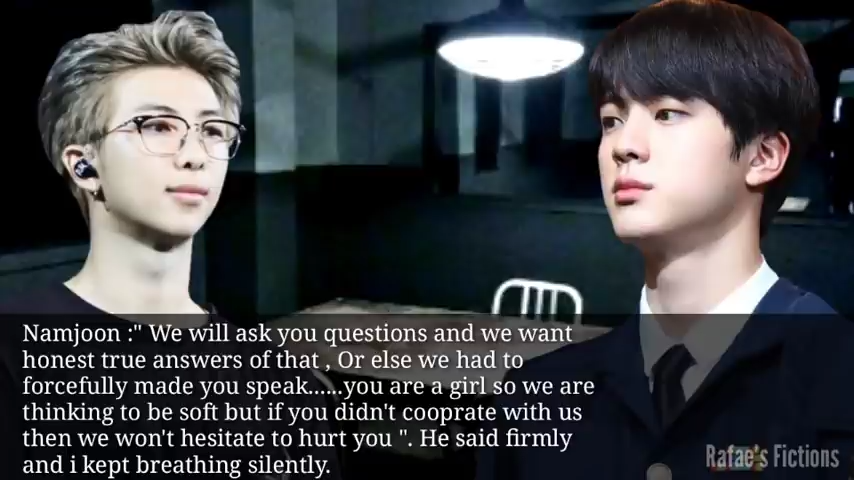 Namjoon :" We will ask you questions and we want
honest true answers of that , Or else we had to
forcefully made you speak......you are a girl so we are
thinking to be soft but if you didn't cooprate with us
then we won't hesitate to hurt you ". He said firmly
and i kept breathing silently.
Rafae's Fictions